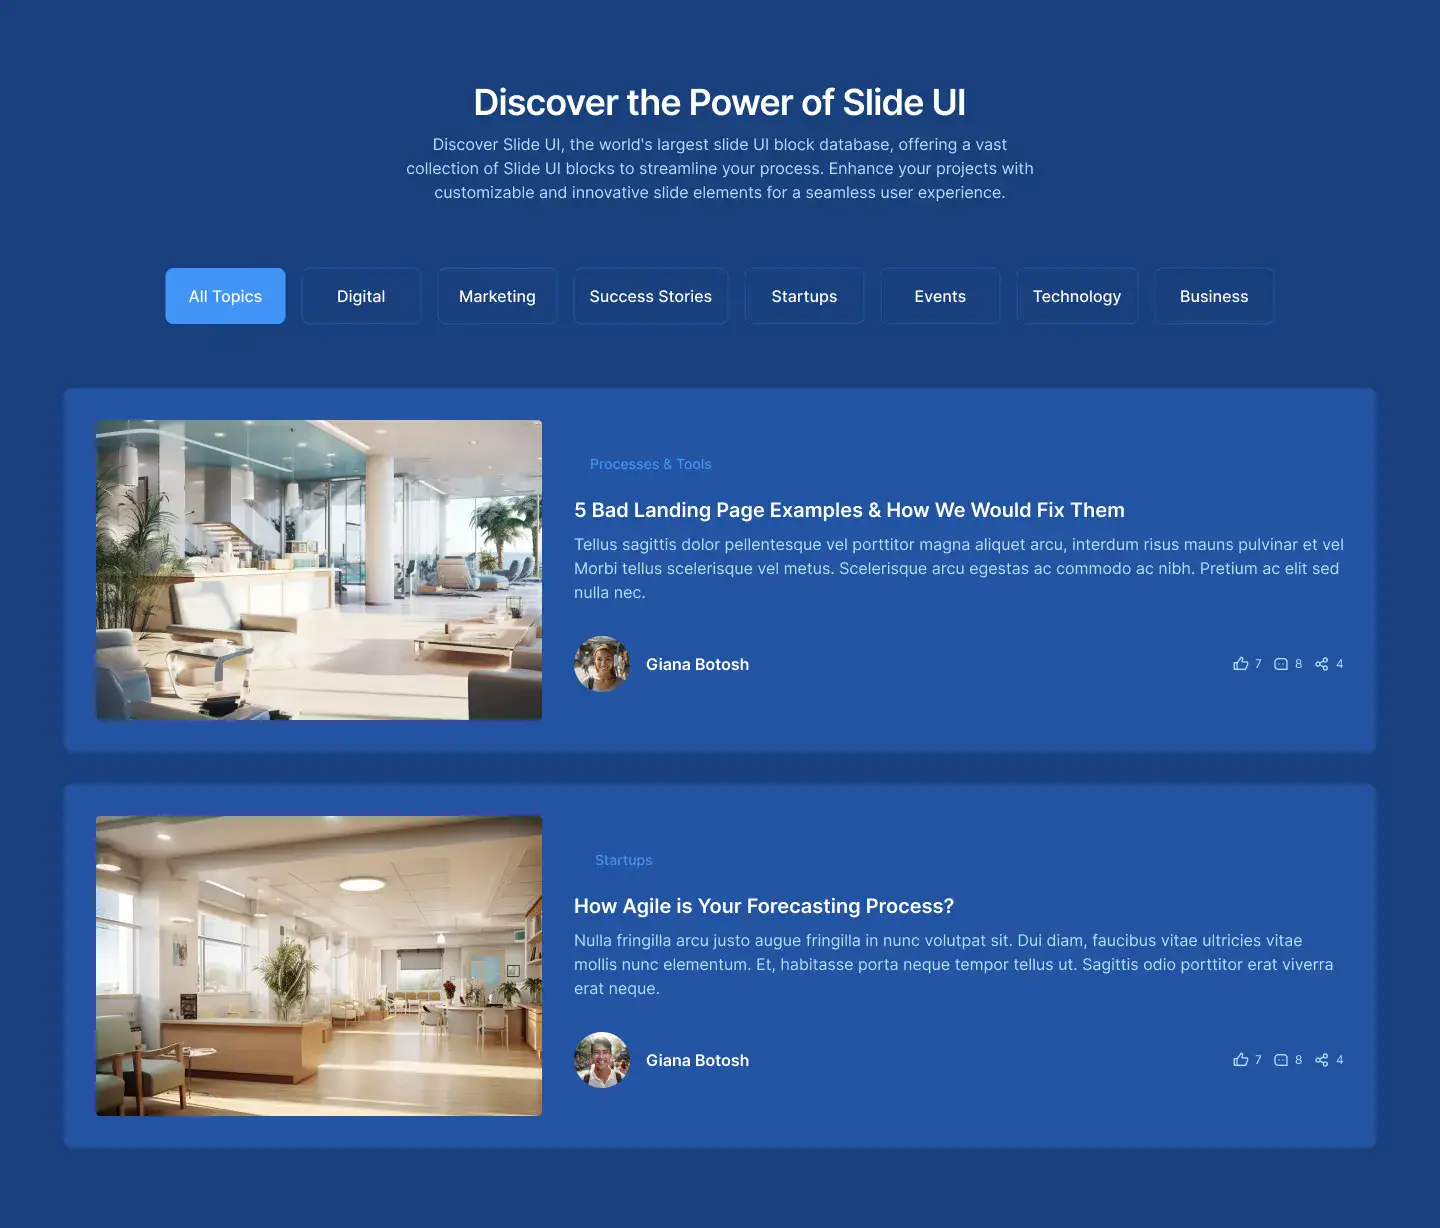 Discover the Power of Slide UI
Discover Slide UI, the world's largest slide UI block database, offering a vast
collection of Slide UI blocks to streamline your process. Enhance your projects with
customizable and innovative slide elements for a seamless user experience.
All Topics
Digital
Marketing
Success Stories
Startups
Events
Technology
Business
Processes & Tools
5 Bad Landing Page Examples & How We Would Fix Them
Tellus sagittis dolor pellentesque vel porttitor magna aliquet arcu, interdum risus mauns pulvinar et vel
Morbi tellus scelerisque vel metus. Scelerisque arcu egestas ac commodo ac nibh. Pretium ac elit sed
nulla nec.
Giana Botosh
7 8 4
Startups
How Agile is Your Forecasting Process?
Nulla fringilla arcu justo augue fringilla in nunc volutpat sit. Dui diam, faucibus vitae ultricies vitae
mollis nunc elementum. Et, habitasse porta neque tempor tellus ut. Sagittis odio porttitor erat viverra
erat neque.
Giana Botosh
7 8 4